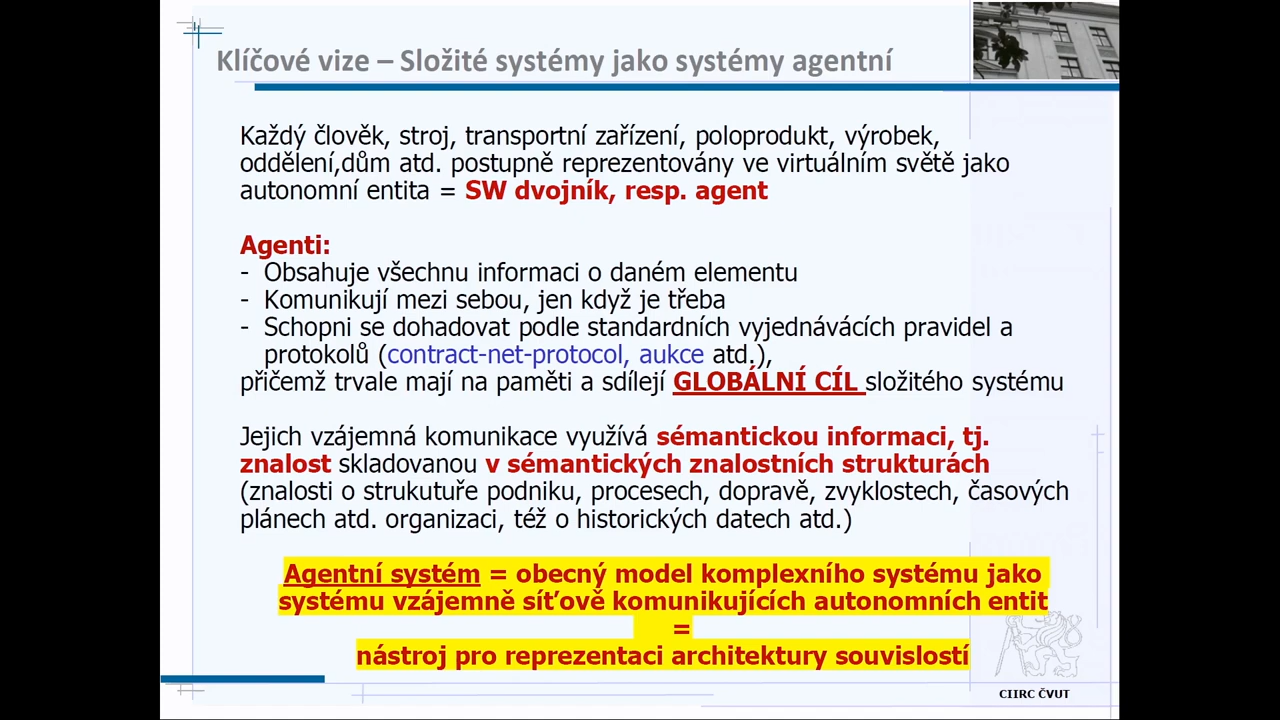 Klíčové vize – Složité systémy jako systémy agentní
Každý člověk, stroj, transportní zařízení, poloprodukt, výrobek,
oddělení,dům atd. postupně reprezentovány ve virtuálním světě jako
autonomní entita = SW dvojník, resp. agent
Agenti:
- Obsahuje všechnu informaci o daném elementu
- Komunikují mezi sebou, jen když je třeba
- Schopni se dohadovat podle standardních vyjednávácích pravidel a
protokolů (contract-net-protocol, aukce atd.),
přičemž trvale mají na paměti a sdílejí GLOBÁLNÍ CÍL složitého systému
Jejich vzájemná komunikace využívá sémantickou informaci, tj.
znalost skladovanou v sémantických znalostních strukturách
(znalosti o strukutuře podniku, procesech, dopravě, zvyklostech, časových
plánech atd. organizaci, též o historických datech atd.)
Agentní systém = obecný model komplexního systému jako
systému vzájemně síťově komunikujících autonomních entit
=
nástroj pro reprezentaci architektury souvislostí
CIIRC ČVUT